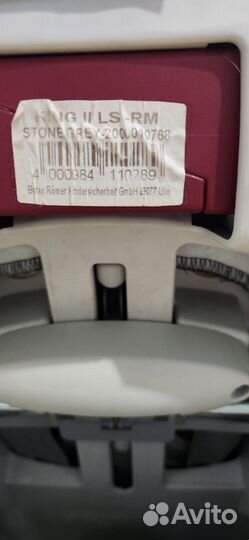 KING II LS -RM
STONE GREY-2000010768
4 000984 110289
Britax Römer Kindersicherheit GmbH 89077 Ulm
Avito